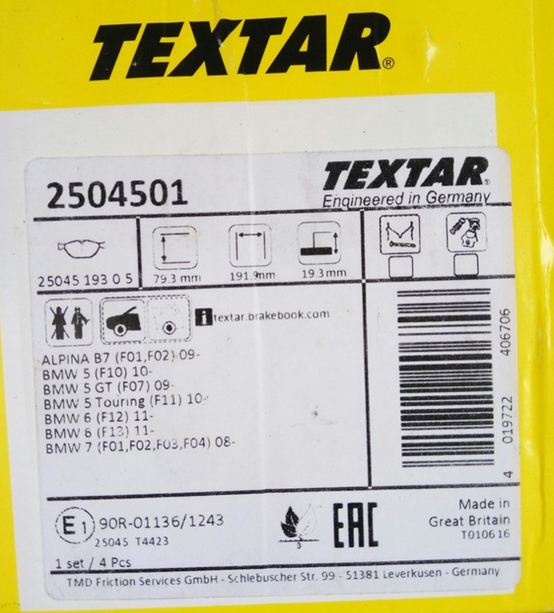 TEXTAR®
2504501
TEXTAR®
Engineered in Germany
25045 193 0 5
79.3 mm
191.9mm
19.3mm
i textar.brakebook.com
ALPINA B7 (F01,F02) 09-
BMW 5 (F10) 10-
BMW 5 GT (F07) 09-
BMW 5 Touring (F11) 10-
BMW 6 (F12) 11-
BMW 6 (F13) 11-
BMW 7 (F01,F02,F03,F04) 08-
4 019722 406706
E1 90R-01136/1243
25045 T4423
EAC
Made in
Great Britain
T010616
1 set / 4 Pcs
TMD Friction Services GmbH - Schlebuscher Str. 99 - 51381 Leverkusen - Germany